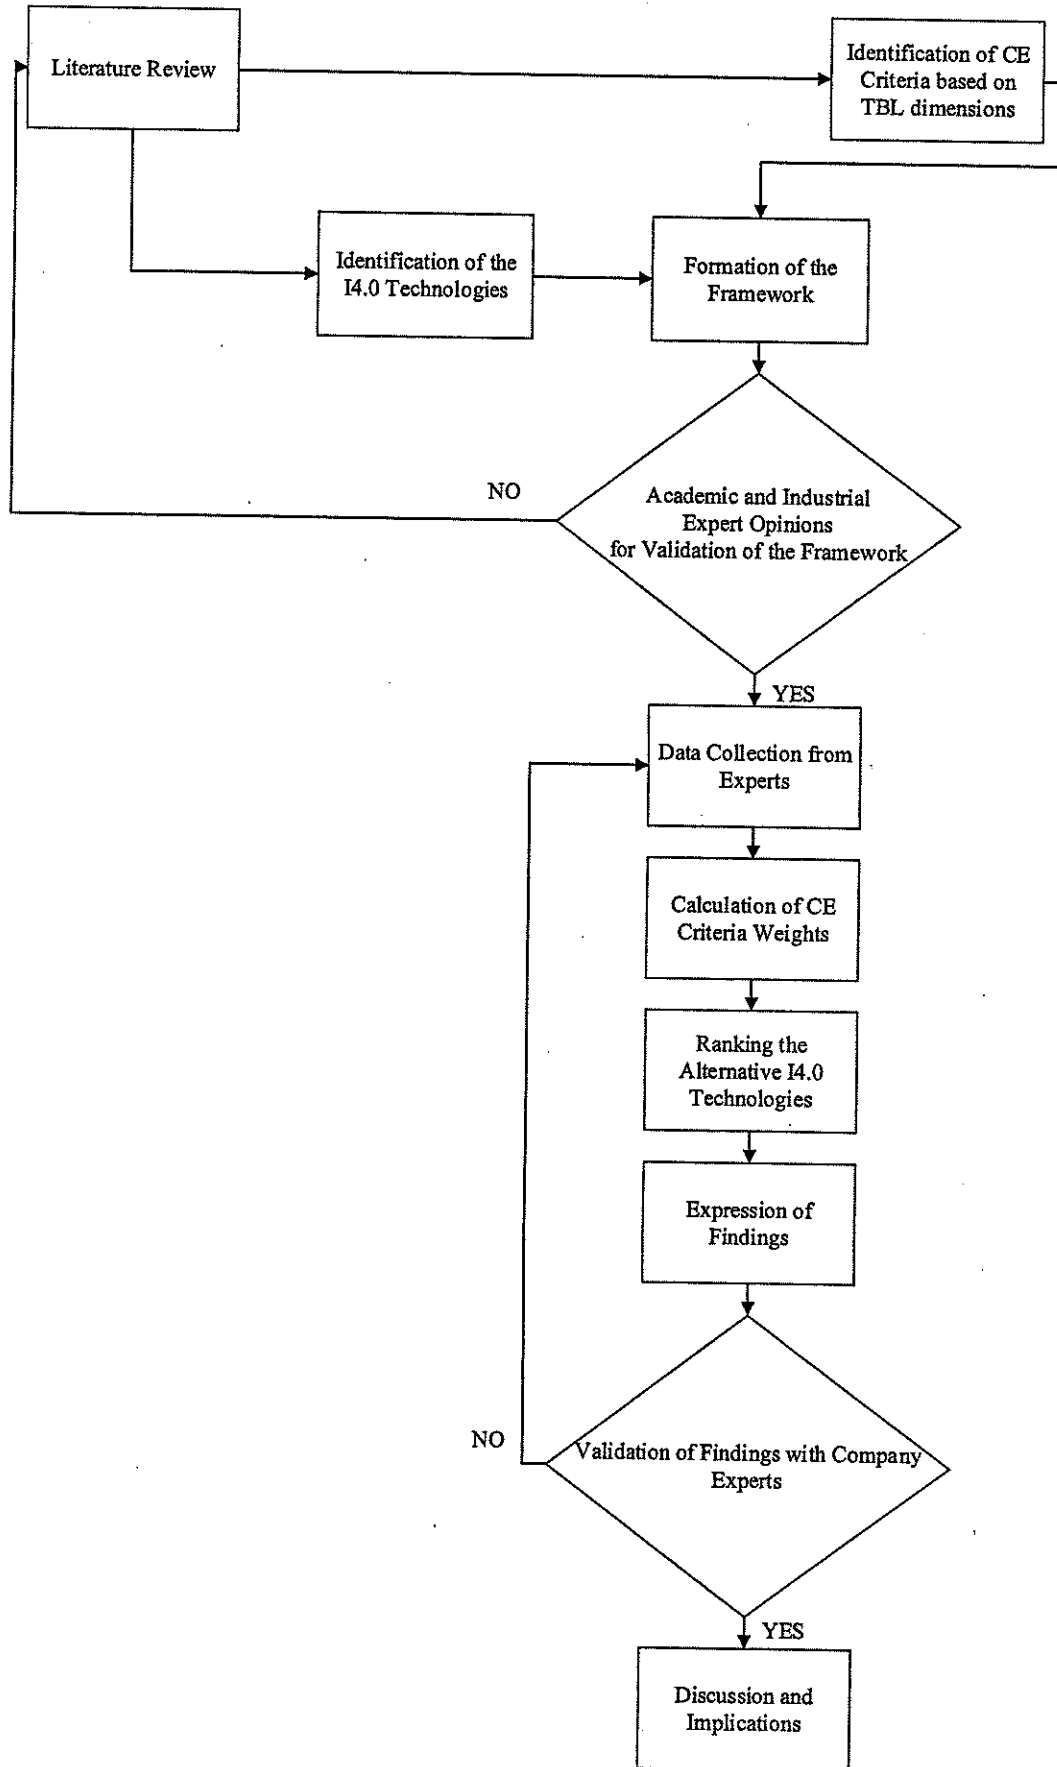 Literature Review
Identification of CE
Criteria based on
TBL dimensions
Identification of the
I4.0 Technologies
Formation of the
Framework
NO
Academic and Industrial
Expert Opinions
for Validation of the Framework
YES
Data Collection from
Experts
Calculation of CE
Criteria Weights
Ranking the
Alternative I4.0
Technologies
Expression of
Findings
NO
Validation of Findings with Company
Experts
YES
Discussion and
Implications